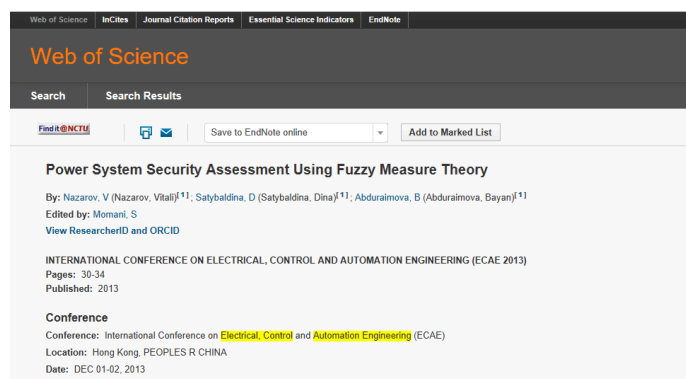 Web of Science InCites Journal Citation Reports Essential Science Indicators EndNote
Web of Science
Search Search Results
Find it@NCTU Save to EndNote online Add to Marked List
Power System Security Assessment Using Fuzzy Measure Theory
By: Nazarov, V (Nazarov, Vitali)[ 1 ] ; Satybaldina, D (Satybaldina, Dina)[ 1 ] ; Abduraimova, B (Abduraimova, Bayan)[ 1 ]
Edited by: Momani, S
View ResearcherID and ORCID
INTERNATIONAL CONFERENCE ON ELECTRICAL, CONTROL AND AUTOMATION ENGINEERING (ECAE 2013)
Pages: 30-34
Published: 2013
Conference
Conference: International Conference on Electrical, Control and Automation Engineering (ECAE)
Location: Hong Kong, PEOPLES R CHINA
Date: DEC 01-02, 2013